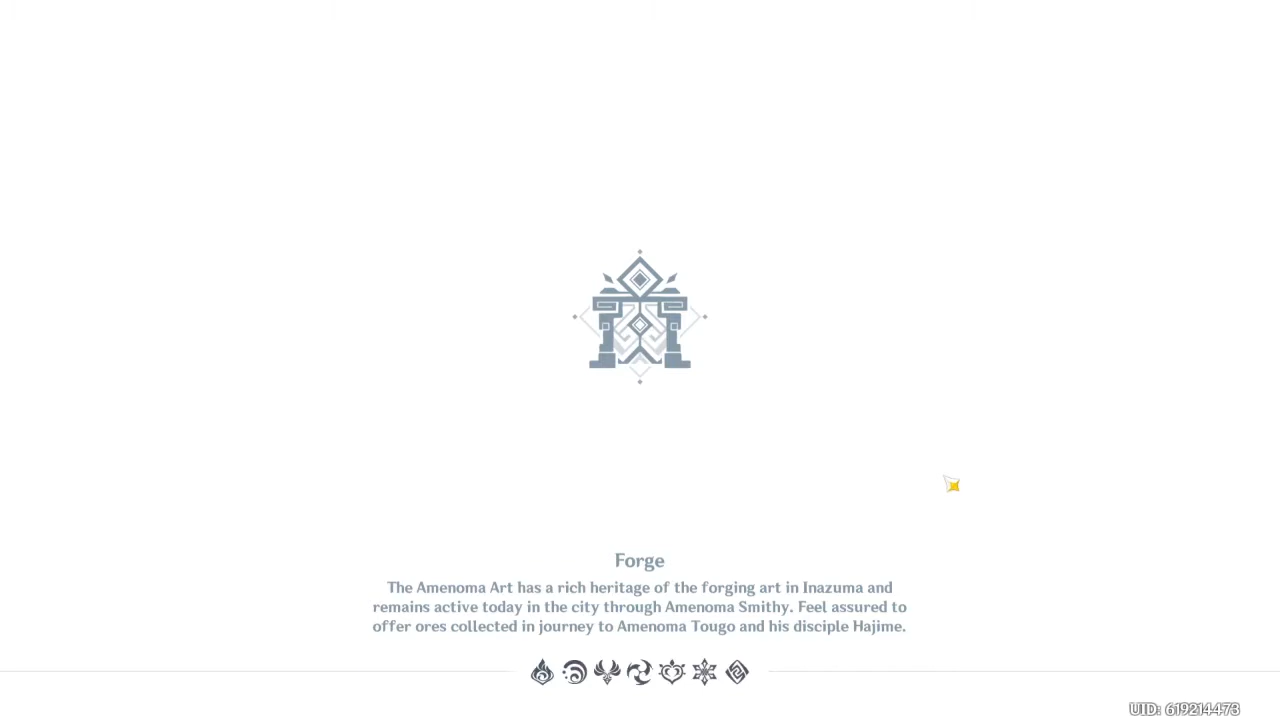 Forge
The Amenoma Art has a rich heritage of the forging art in Inazuma and
remains active today in the city through Amenoma Smithy. Feel assured to
offer ores collected in journey to Amenoma Tougo and his disciple Hajime.
UID: 619214473